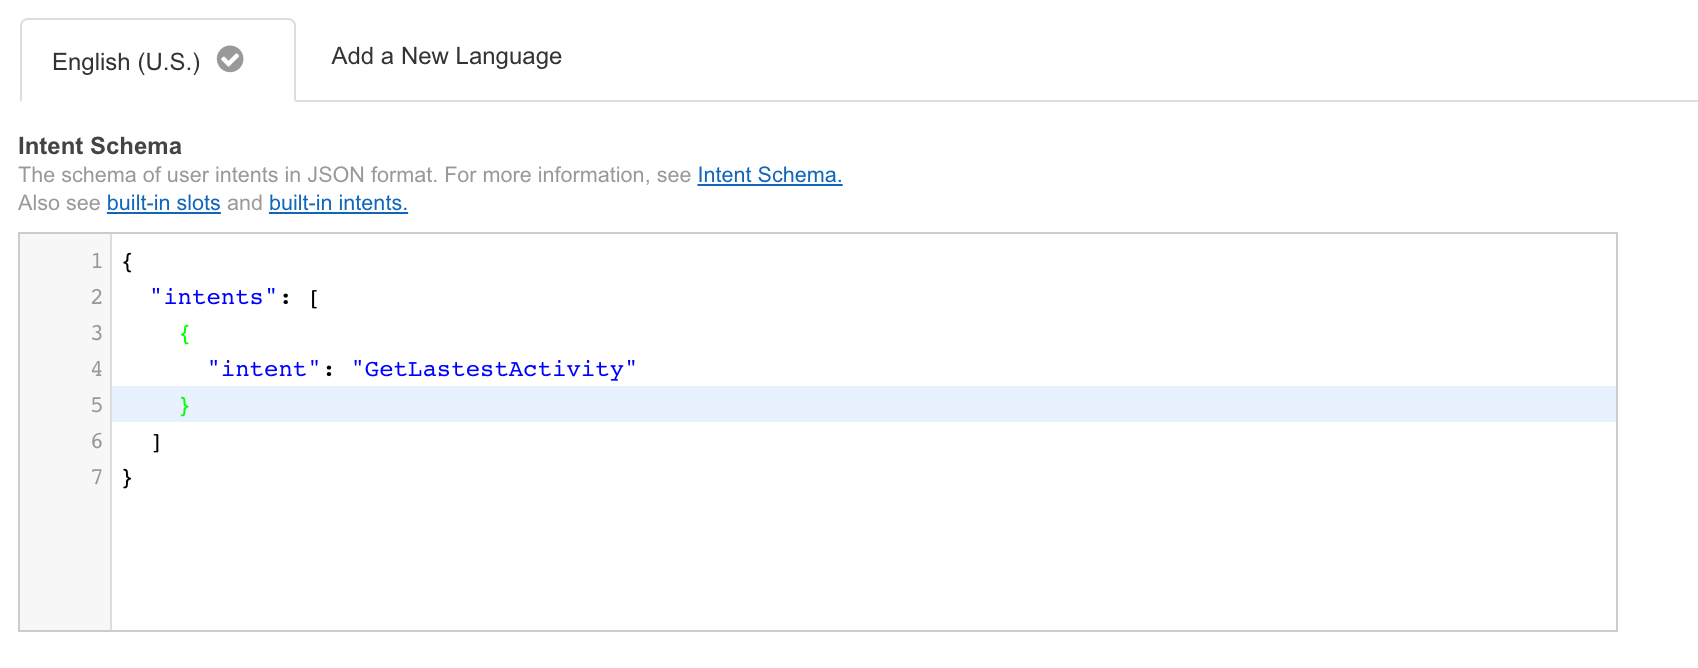 English (U.S.)
Add a New Language
Intent Schema
The schema of user intents in JSON format. For more information, see Intent Schema.
Also see built-in slots and built-in intents.
1 {
2 "intents": [
3 {
4 "intent": "GetLastestActivity"
5 }
6 ]
7 }